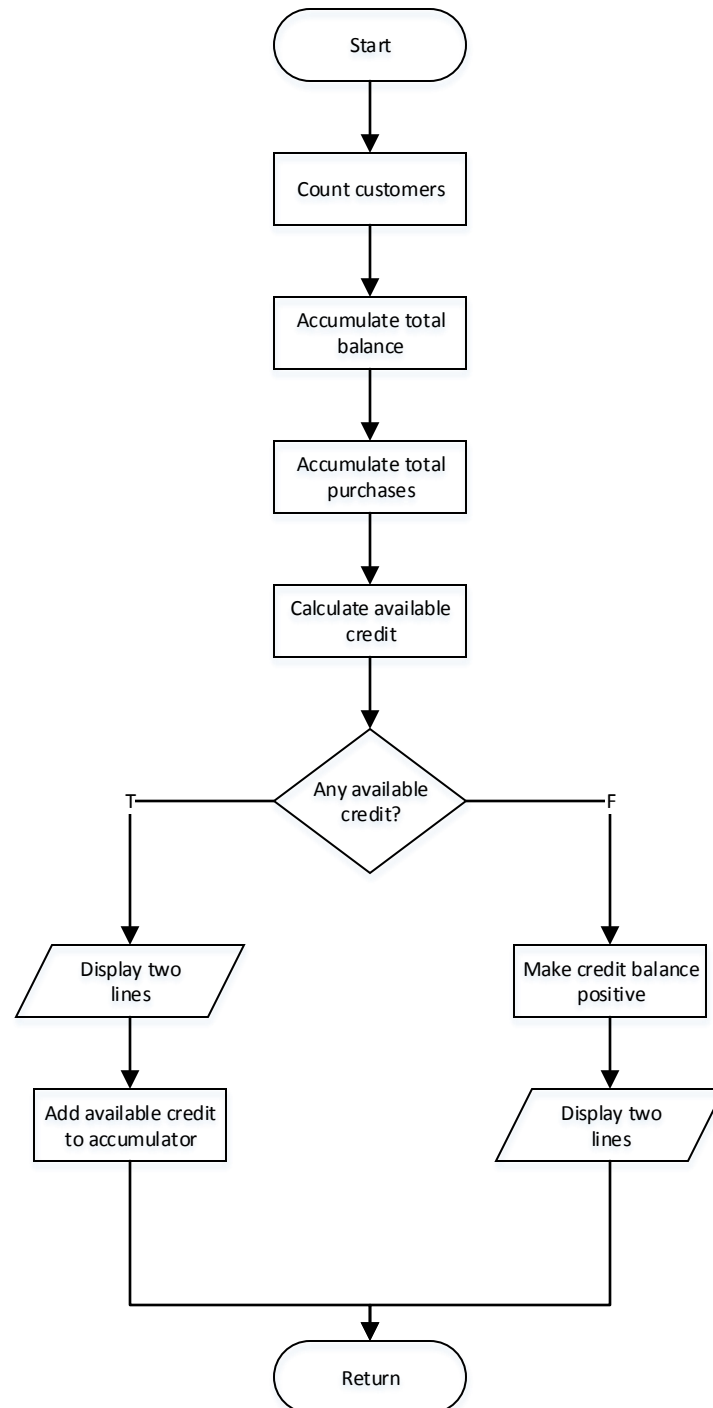 Start
Count customers
Accumulate total
balance
Accumulate total
purchases
Calculate available
credit
Any available
credit?
T
F
Display two
lines
Make credit balance
positive
Add available credit
to accumulator
Display two
lines
Return